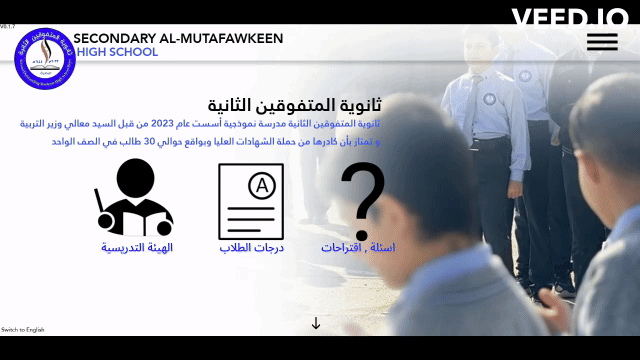 VEED.IO
V0.1.7
SECONDARY AL-MUTAFAWKEEN
HIGH SCHOOL
ثانوية المتفوقين الثانية
ثانوية المتفوقين الثانية مدرسة نموذجية أسست عام 2023 من قبل السيد معالي وزير التربية
و تمتاز بأن كادرها من حملة الشهادات العليا وبواقع حوالي 30 طالب في الصف الواحد
A
?
اسئلة , اقتراحات
درجات الطلاب
الهيئة التدريسية
Switch to English